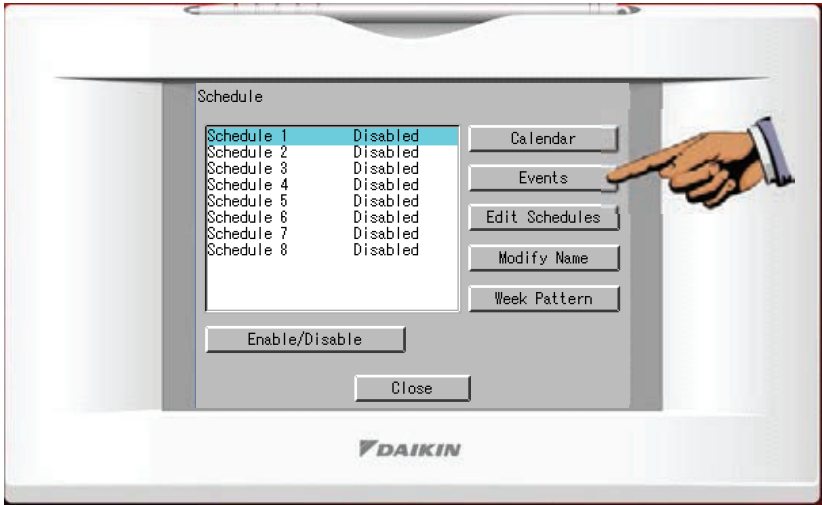 Schedule
Schedule 1 Disabled
Schedule 2 Disabled
Schedule 3 Disabled
Schedule 4 Disabled
Schedule 5 Disabled
Schedule 6 Disabled
Schedule 7 Disabled
Schedule 8 Disabled
Calendar
Events
Edit Schedules
Modify Name
Week Pattern
Enable/Disable
Close
DAIKIN